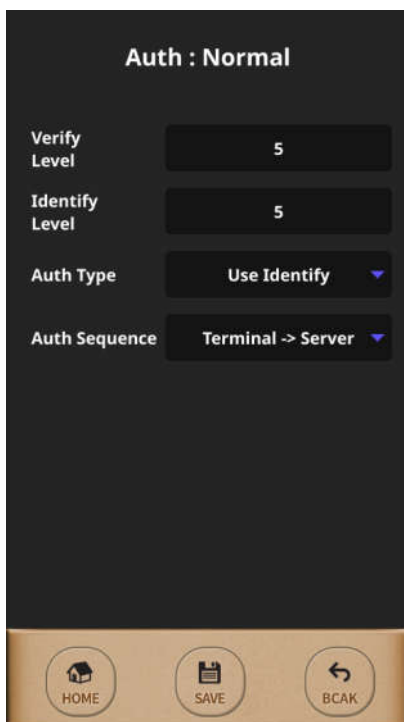 Auth : Normal
Verify
Level
5
Identify
Level
5
Auth Type
Use Identify
Auth Sequence
Terminal -> Server
HOME
SAVE
BCAK